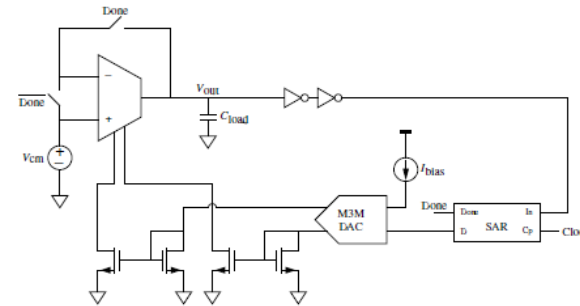 Done
Done
−
+
Vcm
+
−
Vout
Cload
Ibias
M3M
DAC
Done
Done
In
D
SAR
Cp
Clo